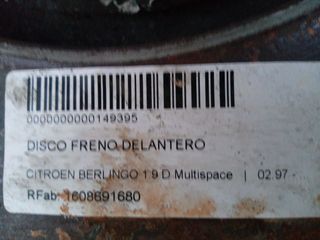 0000000000149395
DISCO FRENO DELANTERO
CITROEN BERLINGO 1.9 D Multispace | 02.97 -
RFab: 1608691680